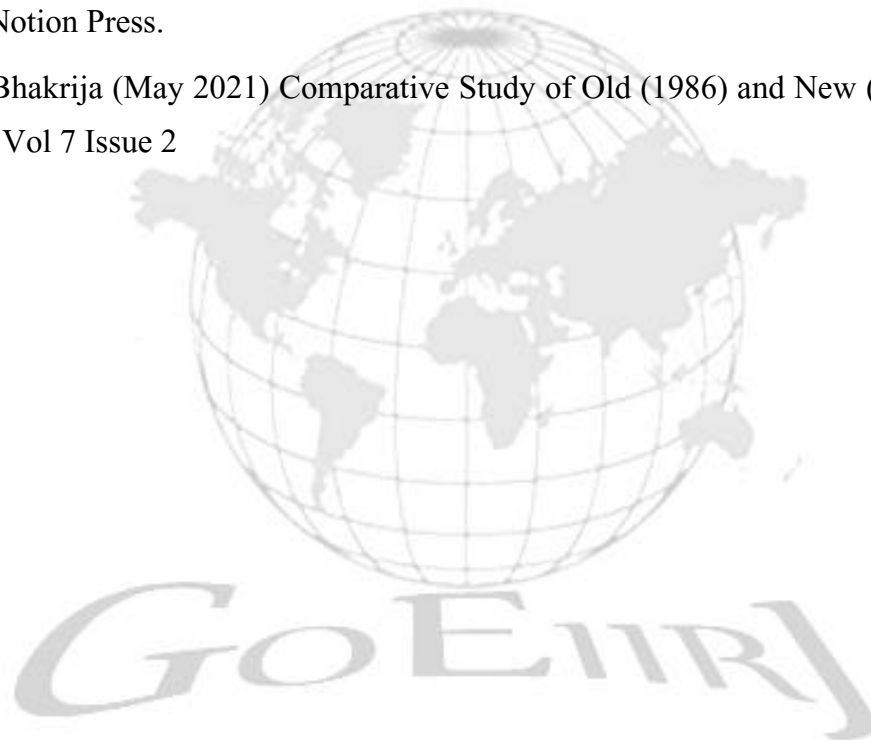 Notion Press.
Bhakrija (May 2021) Comparative Study of Old (1986) and New (
Vol 7 Issue 2
GOEIIRJ